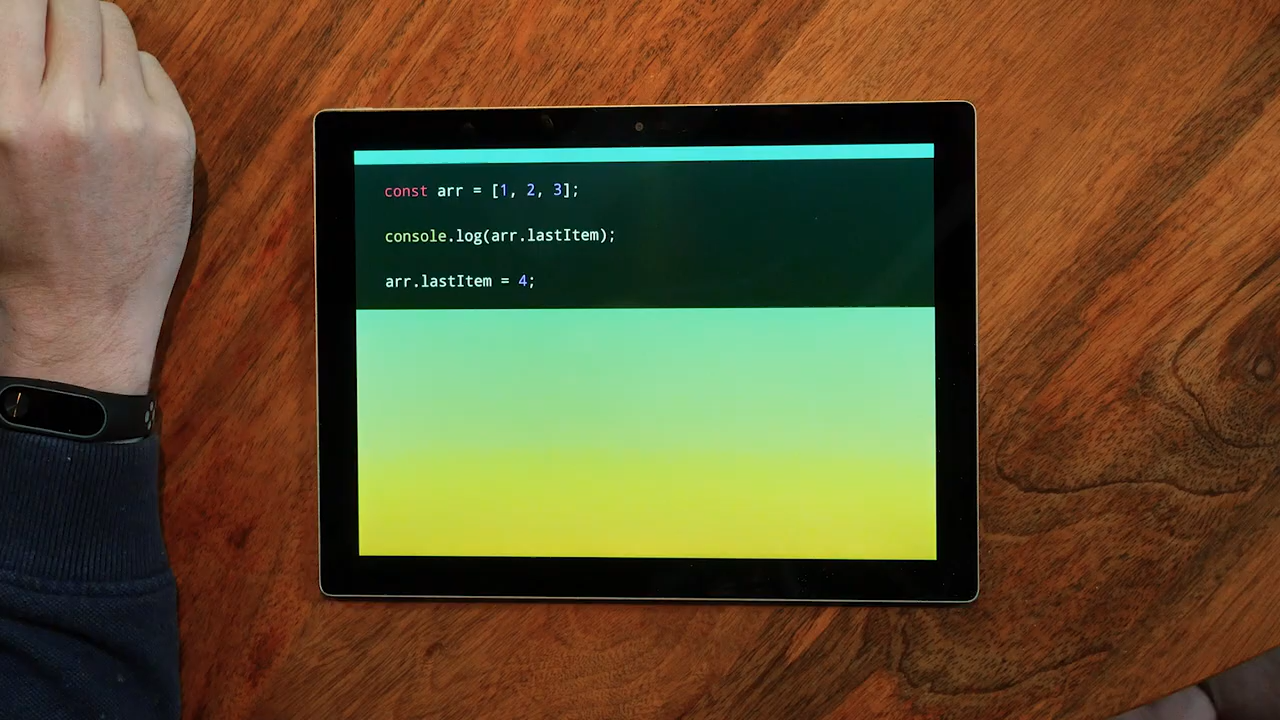 const arr = [1, 2, 3];
console.log(arr.lastItem);
arr.lastItem = 4;